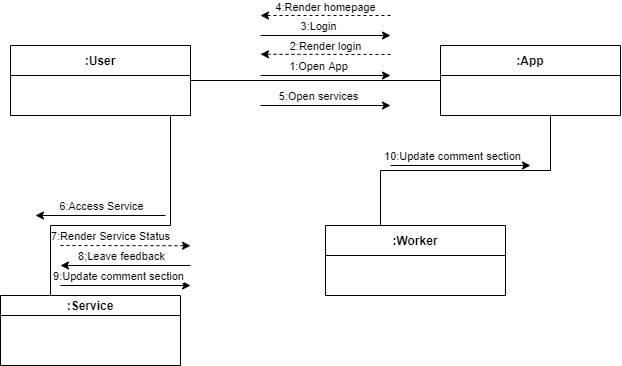 4:Render homepage
3:Login
2:Render login
:User
:App
1:Open App
5:Open services
10:Update comment section
6:Access Service
7:Render Service Status
:Worker
8;Leave feedback
9:Update comment section
:Service